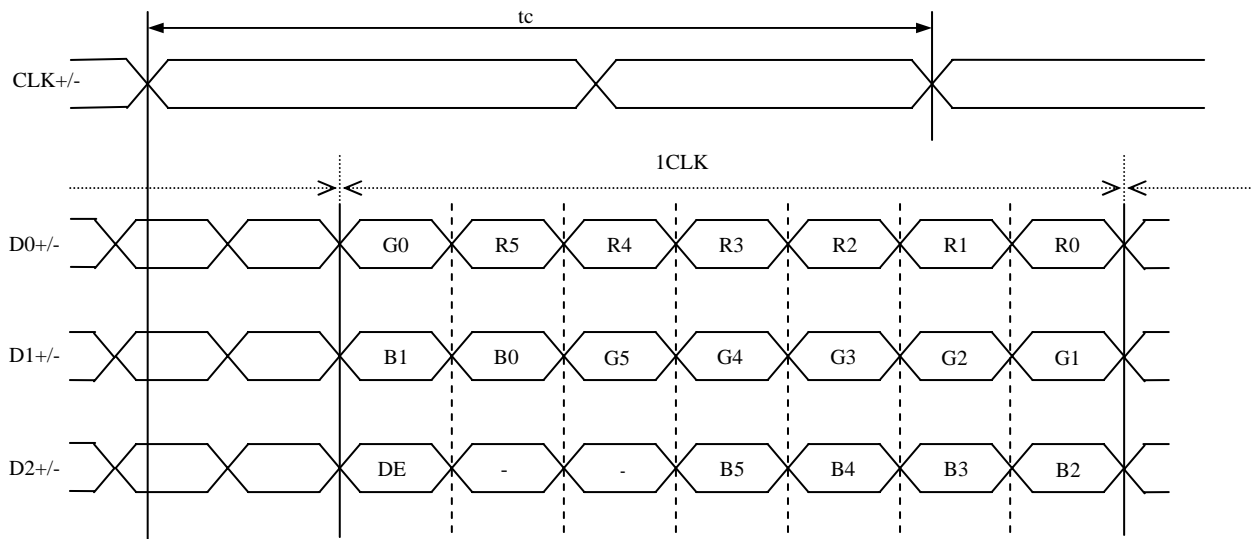 tc
CLK+/-
1CLK
D0+/- G0 R5 R4 R3 R2 R1 R0
D1+/- B1 B0 G5 G4 G3 G2 G1
D2+/- DE - - B5 B4 B3 B2